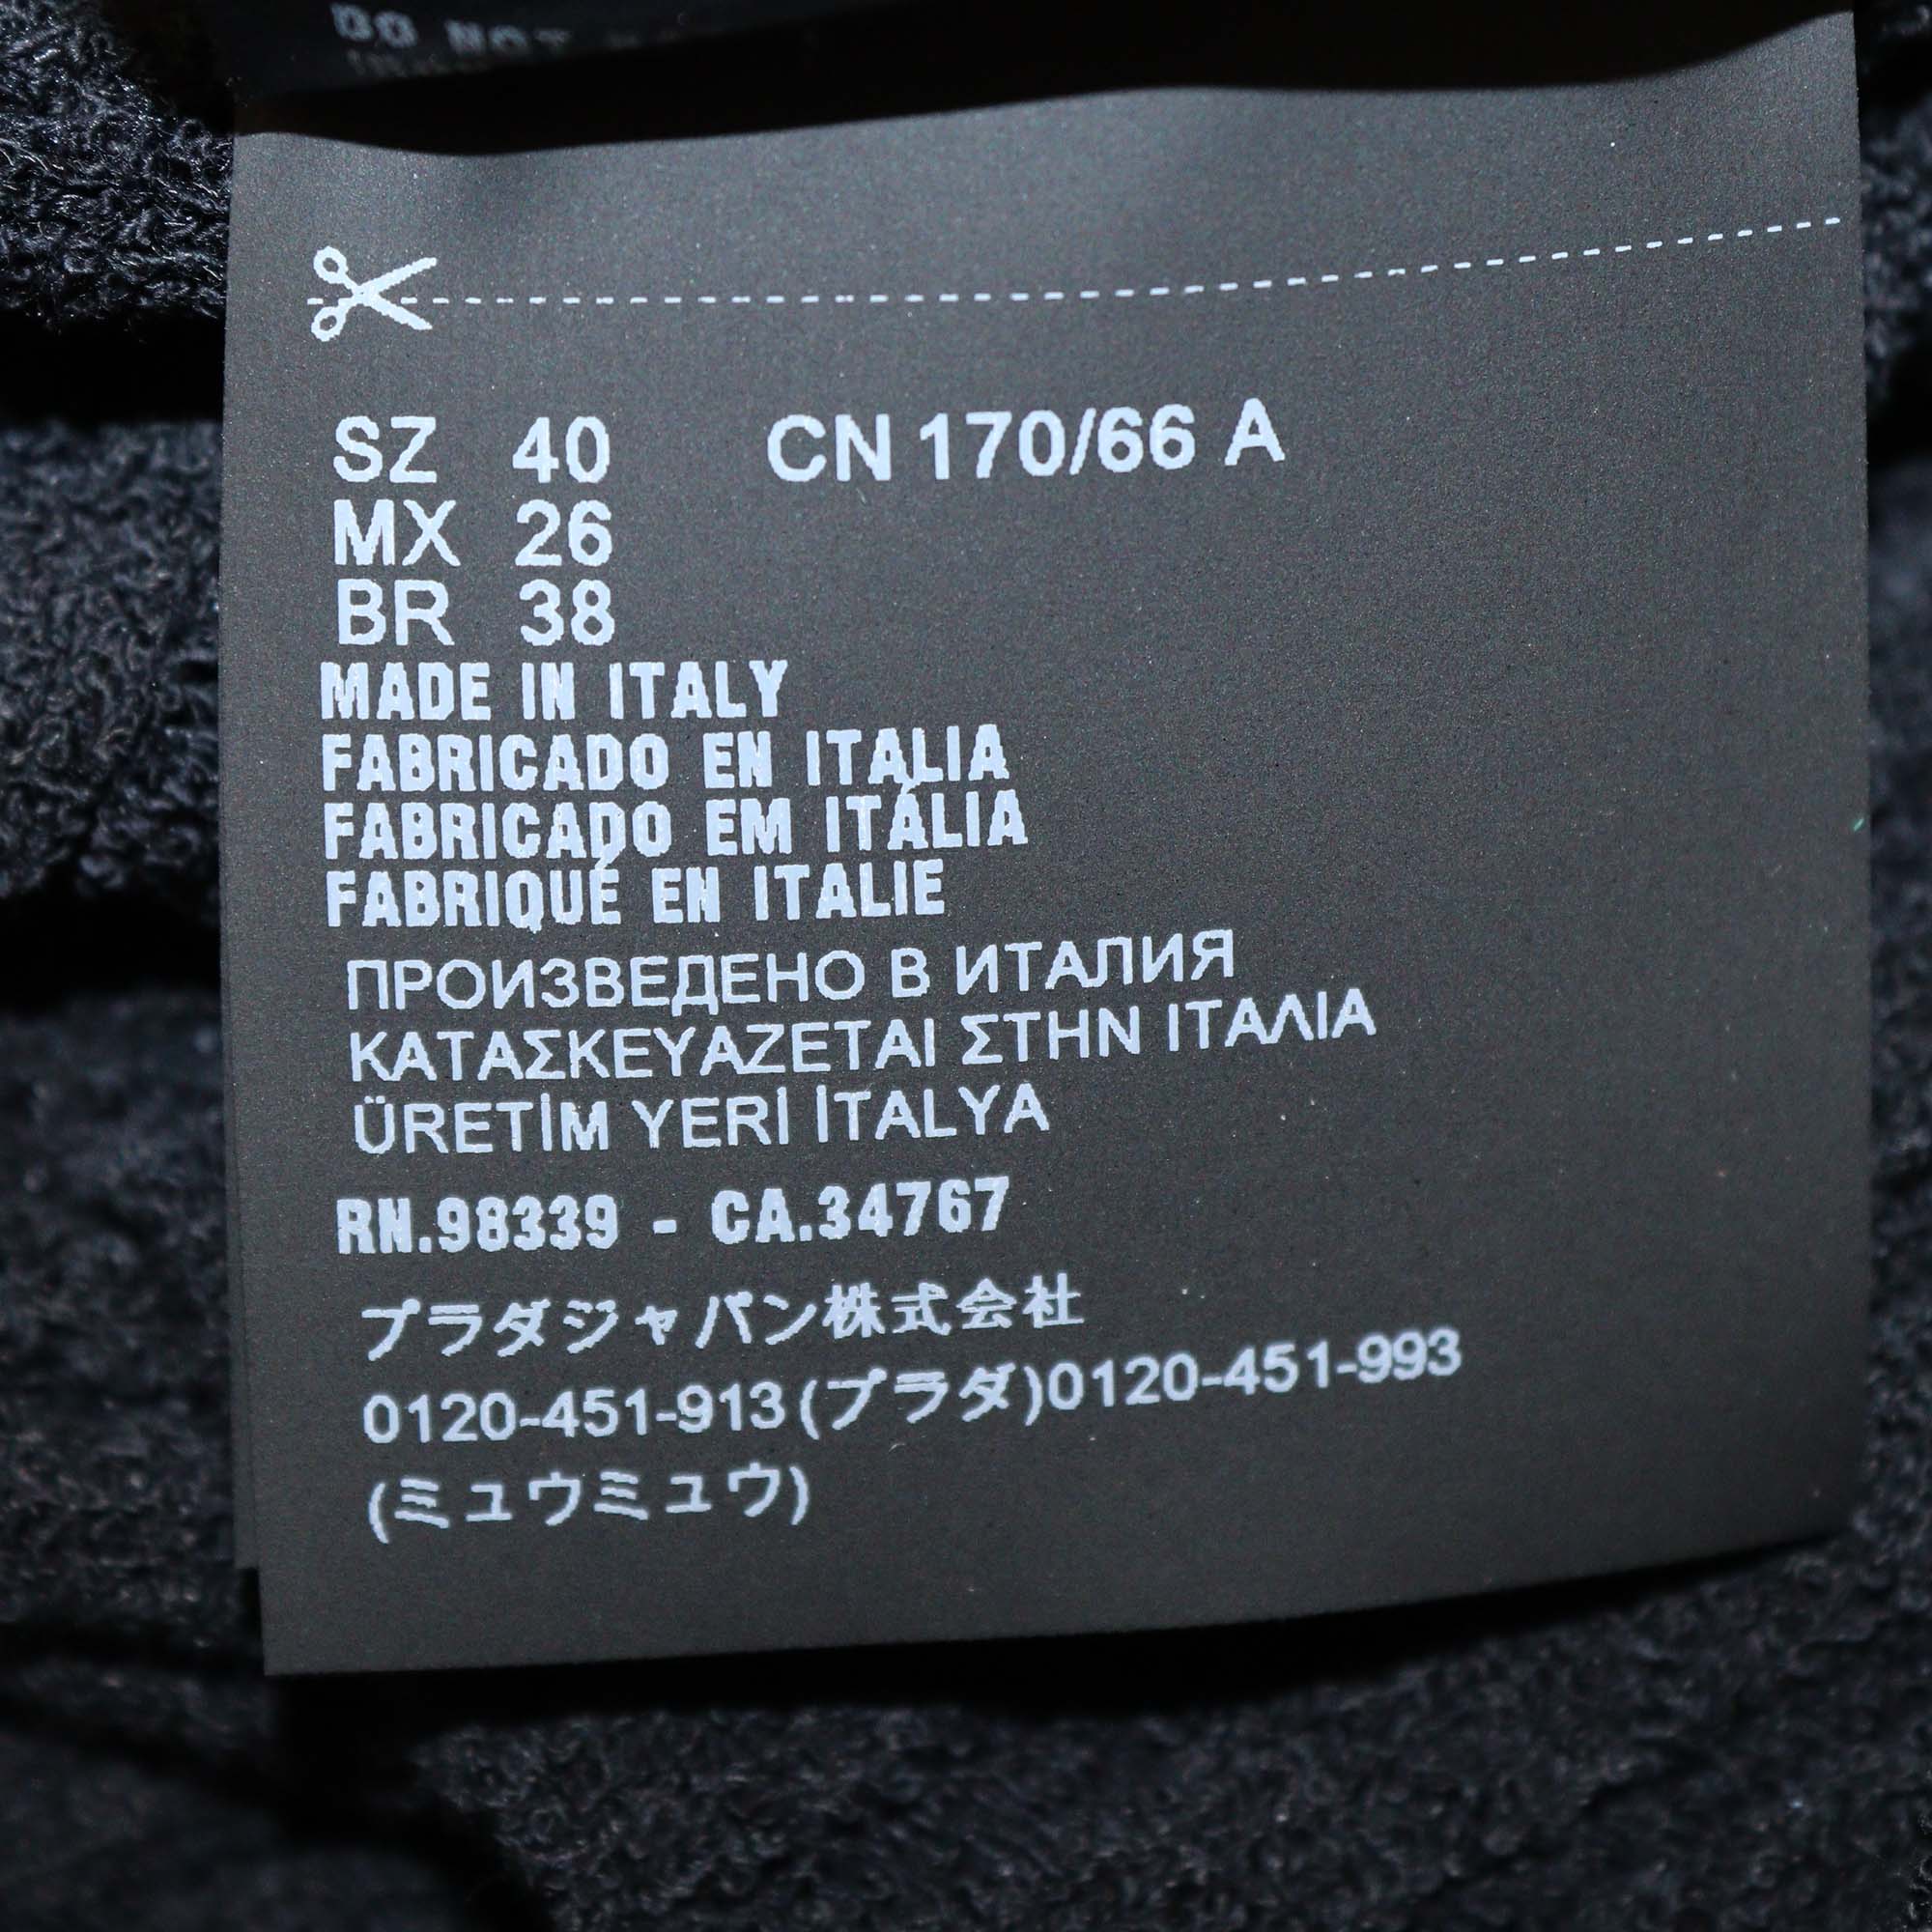 DO NOT
SZ 40 CN 170/66 A
MX 26
BR 38
MADE IN ITALY
FABRICADO EN ITALIA
FABRICADO EM ITÁLIA
FABRIQUÉ EN ITALIE
ПРОИЗВЕДЕНО В ИТАЛИЯ
ΚΑΤΑΣΚΕΥΑΖΕΤΑΙ ΣΤΗΝ ΙΤΑΛΙΑ
ÜRETİM YERİ İTALYA
RN.98339 - CA.34767
プラダジャパン株式会社
0120-451-913(プラダ)0120-451-993
(ミュウミュウ)